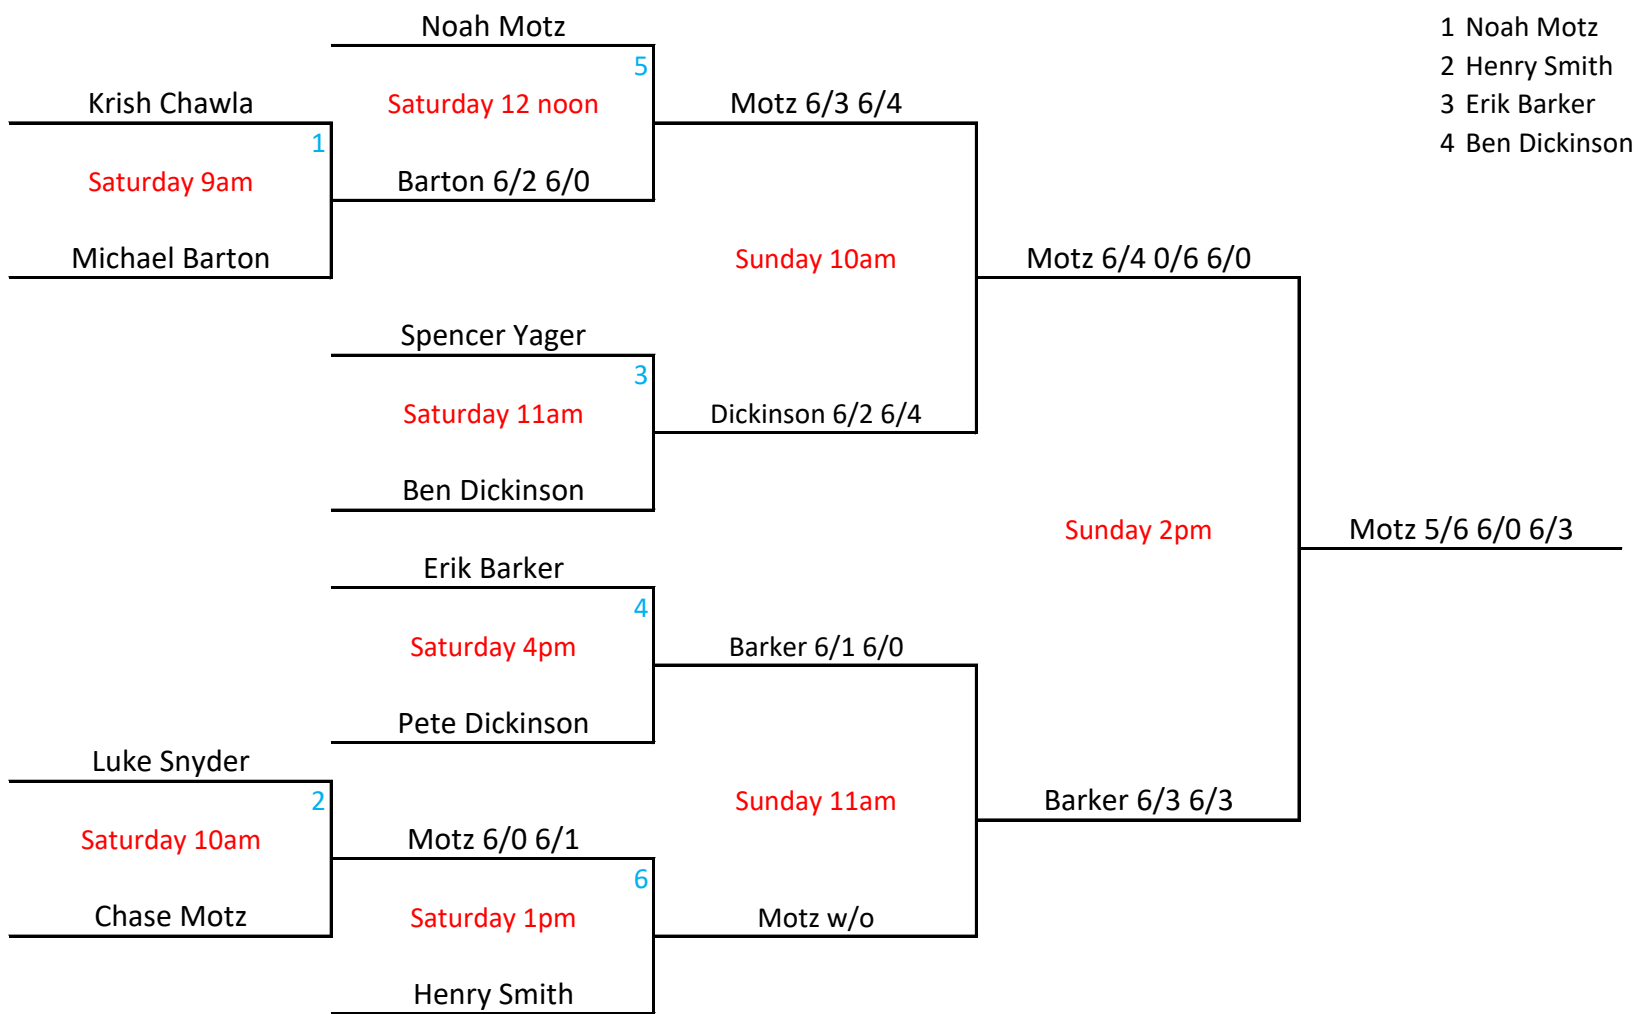 Noah Motz
1 Noah Motz
5
2 Henry Smith
Krish Chawla
Saturday 12 noon
Motz 6/3 6/4
3 Erik Barker
1
4 Ben Dickinson
Saturday 9am
Barton 6/2 6/0
Michael Barton
Sunday 10am
Motz 6/4 0/6 6/0
Spencer Yager
3
Saturday 11am
Dickinson 6/2 6/4
Ben Dickinson
Sunday 2pm
Motz 5/6 6/0 6/3
Erik Barker
4
Saturday 4pm
Barker 6/1 6/0
Pete Dickinson
Luke Snyder
2
Sunday 11am
Barker 6/3 6/3
Saturday 10am
Motz 6/0 6/1
6
Chase Motz
Saturday 1pm
Motz w/o
Henry Smith